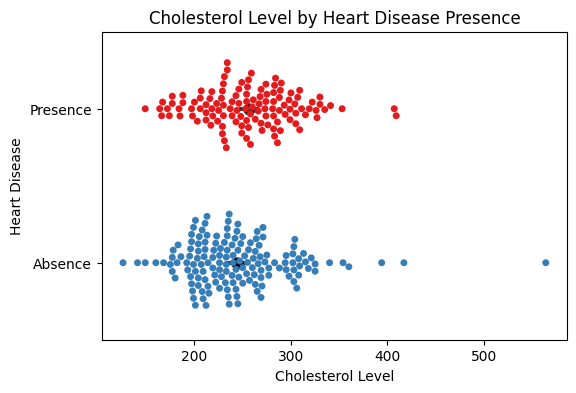 Cholesterol Level by Heart Disease Presence
Heart Disease
Presence
Absence
200 300 400 500
Cholesterol Level